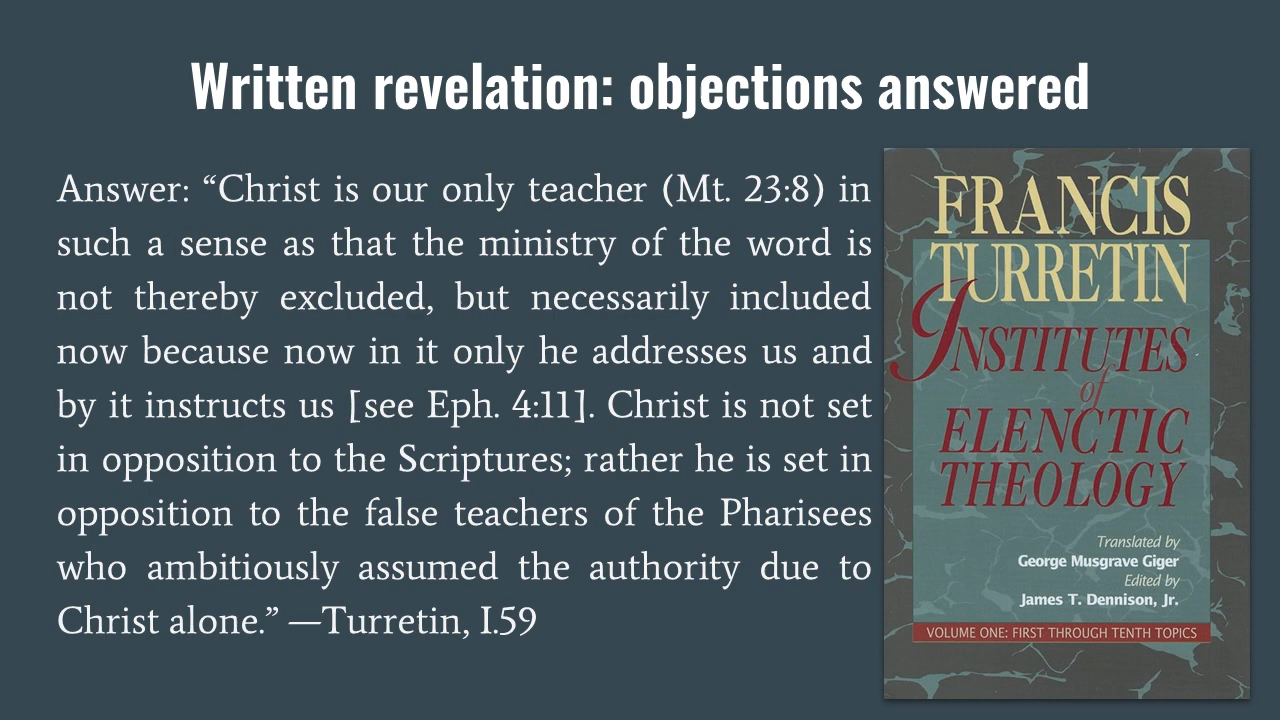 Written revelation: objections answered
Answer: “Christ is our only teacher (Mt. 23:8) in
such a sense as that the ministry of the word is
not thereby excluded, but necessarily included
now because now in it only he addresses us and
by it instructs us [see Eph. 4:11]. Christ is not set
in opposition to the Scriptures; rather he is set in
opposition to the false teachers of the Pharisees
who ambitiously assumed the authority due to
Christ alone.” —Turretin, I.59
FRANCIS
TURRETIN
INSTITUTES
of
ELENCTIC
THEOLOGY
Translated by
George Musgrave Giger
Edited by
James T. Dennison, Jr.
VOLUME ONE: FIRST THROUGH TENTH TOPICS